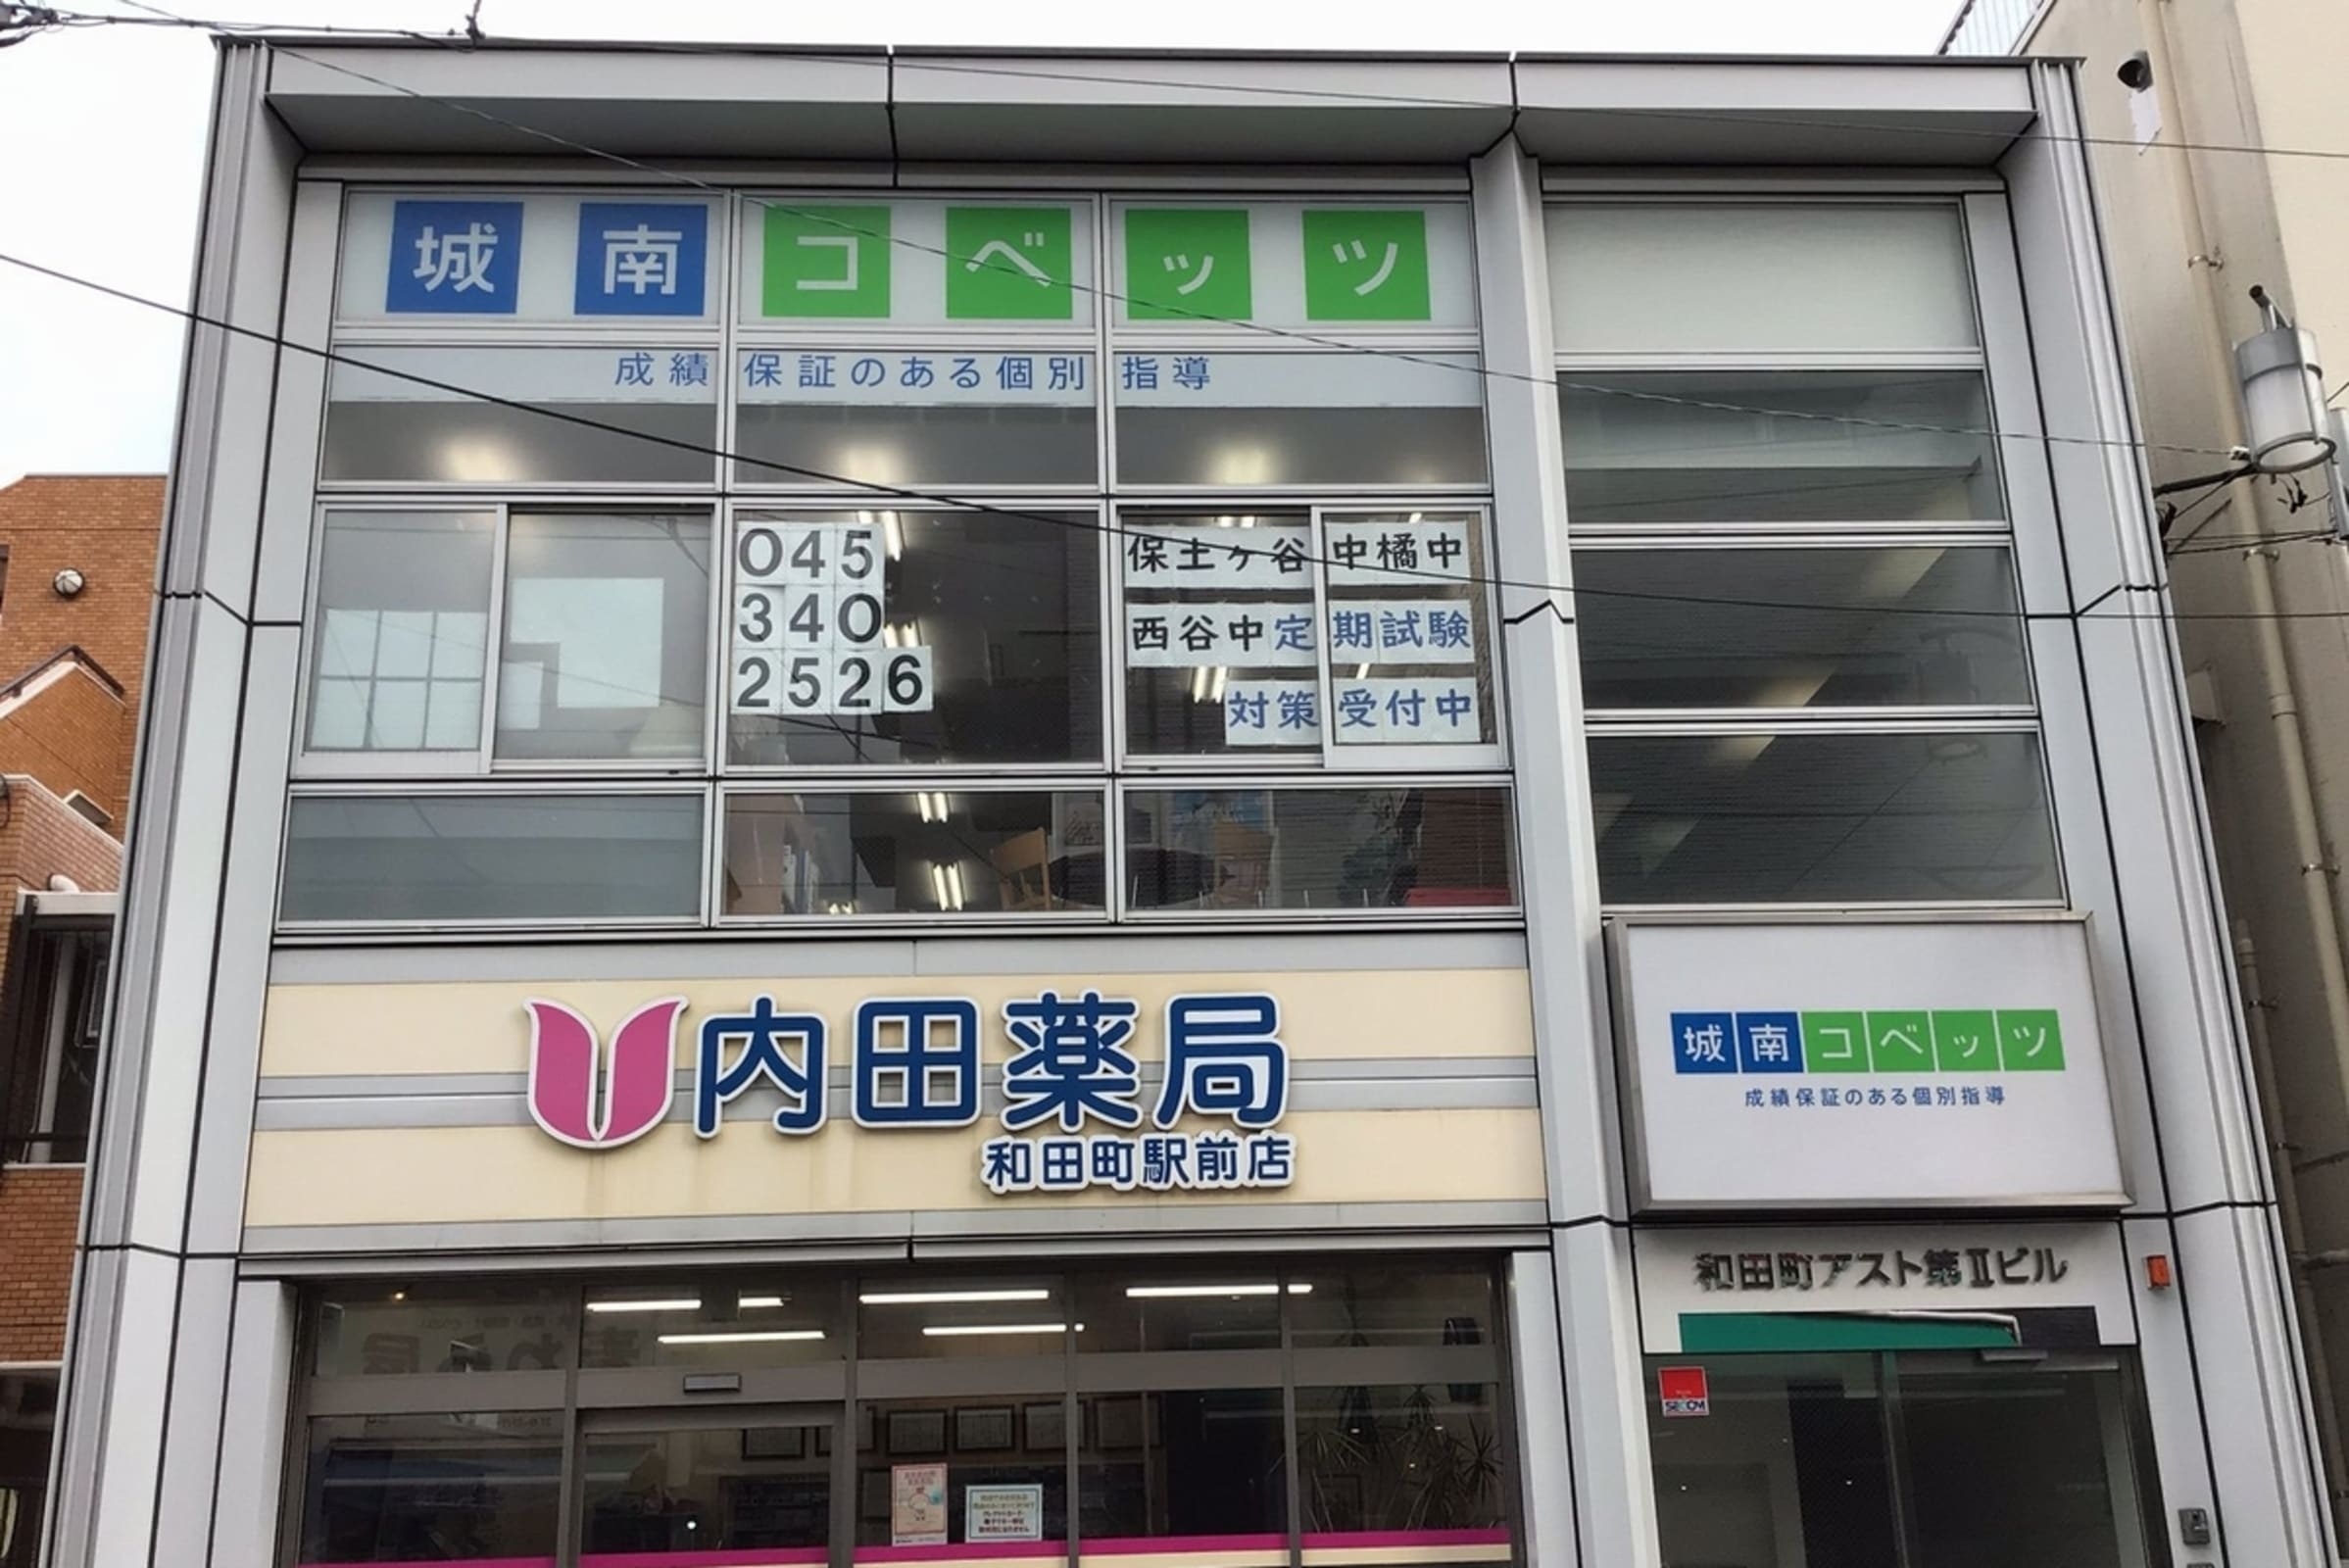 城南コベッツ
成績保証のある個別指導
045
340
2526
保土ヶ谷中橘中
西谷中定期試験
対策受付中
内田薬局
和田町駅前店
城南コベッツ
成績保証のある個別指導
和田町アスト第Ⅱビル
SECOM